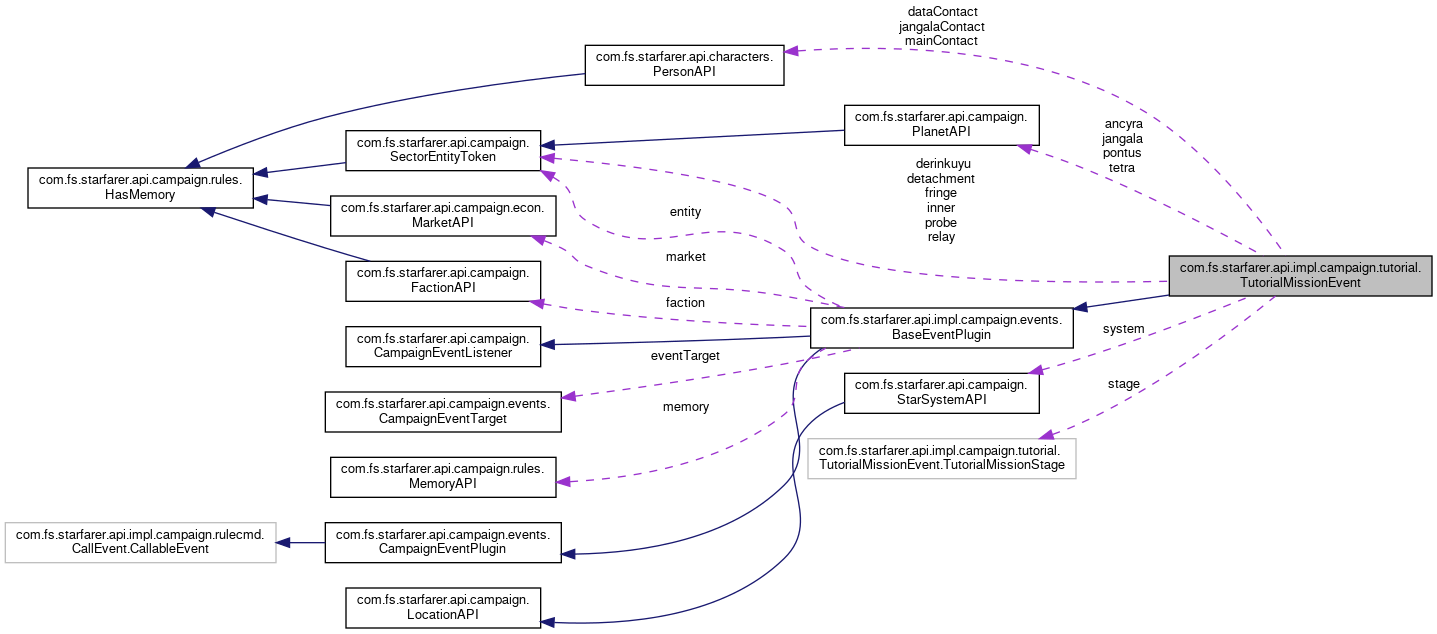 dataContact
jangalaContact
mainContact
com.fs.starfarer.api.characters.
PersonAPI
com.fs.starfarer.api.campaign.
PlanetAPI
ancyra
jangala
pontus
tetra
com.fs.starfarer.api.campaign.
SectorEntityToken
com.fs.starfarer.api.campaign.rules.
HasMemory
derinkuyu
detachment
fringe
inner
probe
relay
com.fs.starfarer.api.campaign.econ.
MarketAPI
entity
market
com.fs.starfarer.api.campaign.
FactionAPI
faction
com.fs.starfarer.api.impl.campaign.tutorial.
TutorialMissionEvent
com.fs.starfarer.api.impl.campaign.events.
BaseEventPlugin
com.fs.starfarer.api.campaign.
CampaignEventListener
system
eventTarget
com.fs.starfarer.api.campaign.
StarSystemAPI
stage
com.fs.starfarer.api.campaign.events.
CampaignEventTarget
memory
com.fs.starfarer.api.impl.campaign.tutorial.
TutorialMissionEvent.TutorialMissionStage
com.fs.starfarer.api.campaign.rules.
MemoryAPI
com.fs.starfarer.api.impl.campaign.rulecmd.
CallEvent.CallableEvent
com.fs.starfarer.api.campaign.events.
CampaignEventPlugin
com.fs.starfarer.api.campaign.
LocationAPI